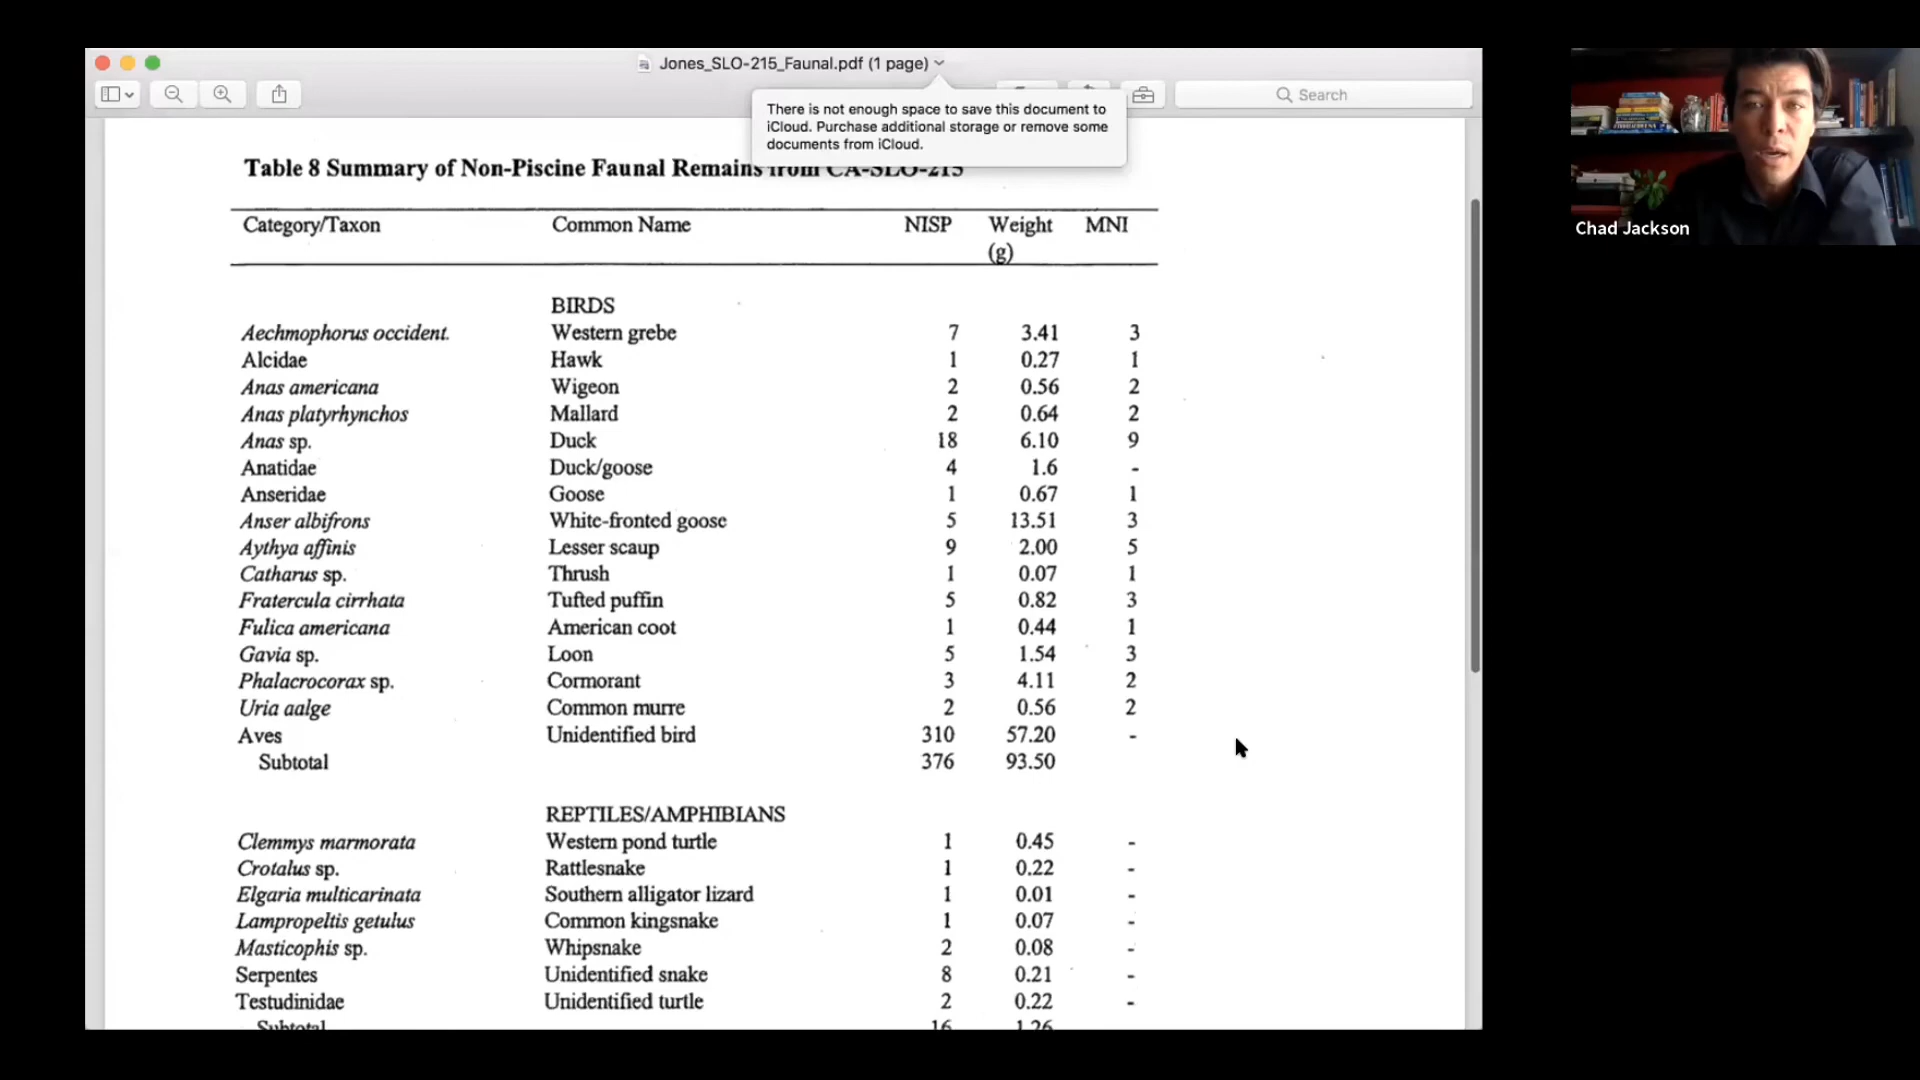 Jones_SLO-215_Faunal.pdf (1 page)
Search
There is not enough space to save this document to
iCloud. Purchase additional storage or remove some
documents from iCloud.
Table 8 Summary of Non-Piscine Faunal Remains from CA-SLO-215
Category/Taxon Common Name NISP Weight MNI
(g)
BIRDS
Aechmophorus occident. Western grebe 7 3.41 3
Alcidae Hawk 1 0.27 1
Anas americana Wigeon 2 0.56 2
Anas platyrhynchos Mallard 2 0.64 2
Anas sp. Duck 18 6.10 9
Anatidae Duck/goose 4 1.6 -
Anseridae Goose 1 0.67 1
Anser albifrons White-fronted goose 5 13.51 3
Aythya affinis Lesser scaup 9 2.00 5
Catharus sp. Thrush 1 0.07 1
Fratercula cirrhata Tufted puffin 5 0.82 3
Fulica americana American coot 1 0.44 1
Gavia sp. Loon 5 1.54 3
Phalacrocorax sp. Cormorant 3 4.11 2
Uria aalge Common murre 2 0.56 2
Aves Unidentified bird 310 57.20 -
Subtotal 376 93.50
REPTILES/AMPHIBIANS
Clemmys marmorata Western pond turtle 1 0.45 -
Crotalus sp. Rattlesnake 1 0.22 -
Elgaria multicarinata Southern alligator lizard 1 0.01 -
Lampropeltis getulus Common kingsnake 1 0.07 -
Masticophis sp. Whipsnake 2 0.08 -
Serpentes Unidentified snake 8 0.21 -
Testudinidae Unidentified turtle 2 0.22 -
Subtotal 16 1.26
Chad Jackson